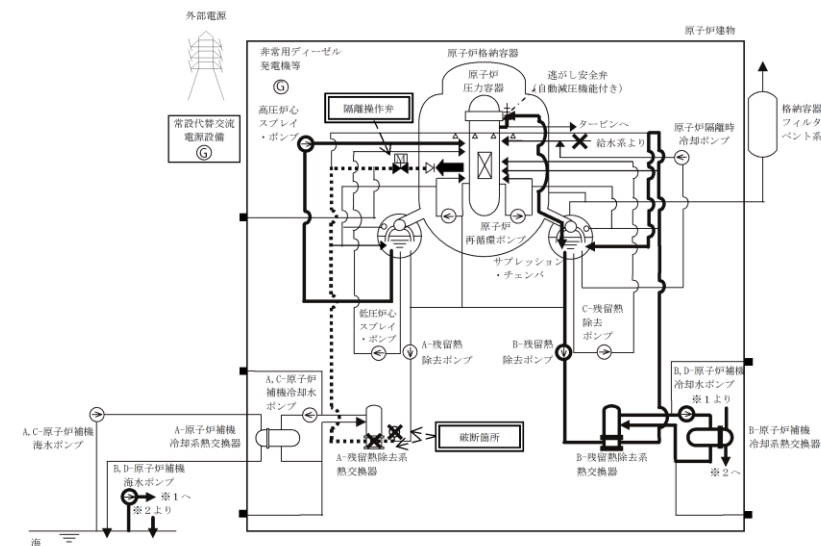 外部電源
原子炉建物
非常用ディーゼル
発電機等
G
原子炉格納容器
原子炉
圧力容器
逃がし安全弁
(自動減圧機能付き)
常設代替交流
電源設備
G
高圧炉心
スプレイ
・ポンプ
隔離操作弁
タービンへ
給水系より
原子炉隔離時
冷却ポンプ
格納容器
フィルタ
ベント系
原子炉
再循環ポンプ
サプレッション
・チェンバ
低圧炉心
スプレイ
・ポンプ
A-残留熱
除去ポンプ
B-残留熱
除去ポンプ
C-残留熱
除去
ポンプ
A,C-原子炉
補機冷却水
ポンプ
B,D-原子炉補機
冷却水ポンプ
※1より
A,C-原子炉補機
海水ポンプ
A-原子炉補機
冷却系熱交換器
破断箇所
A-残留熱除去系
熱交換器
B-残留熱除去系
熱交換器
B-原子炉補機
冷却系熱交換器
※2へ
B,D-原子炉補機
海水ポンプ
※1へ
※2より
海